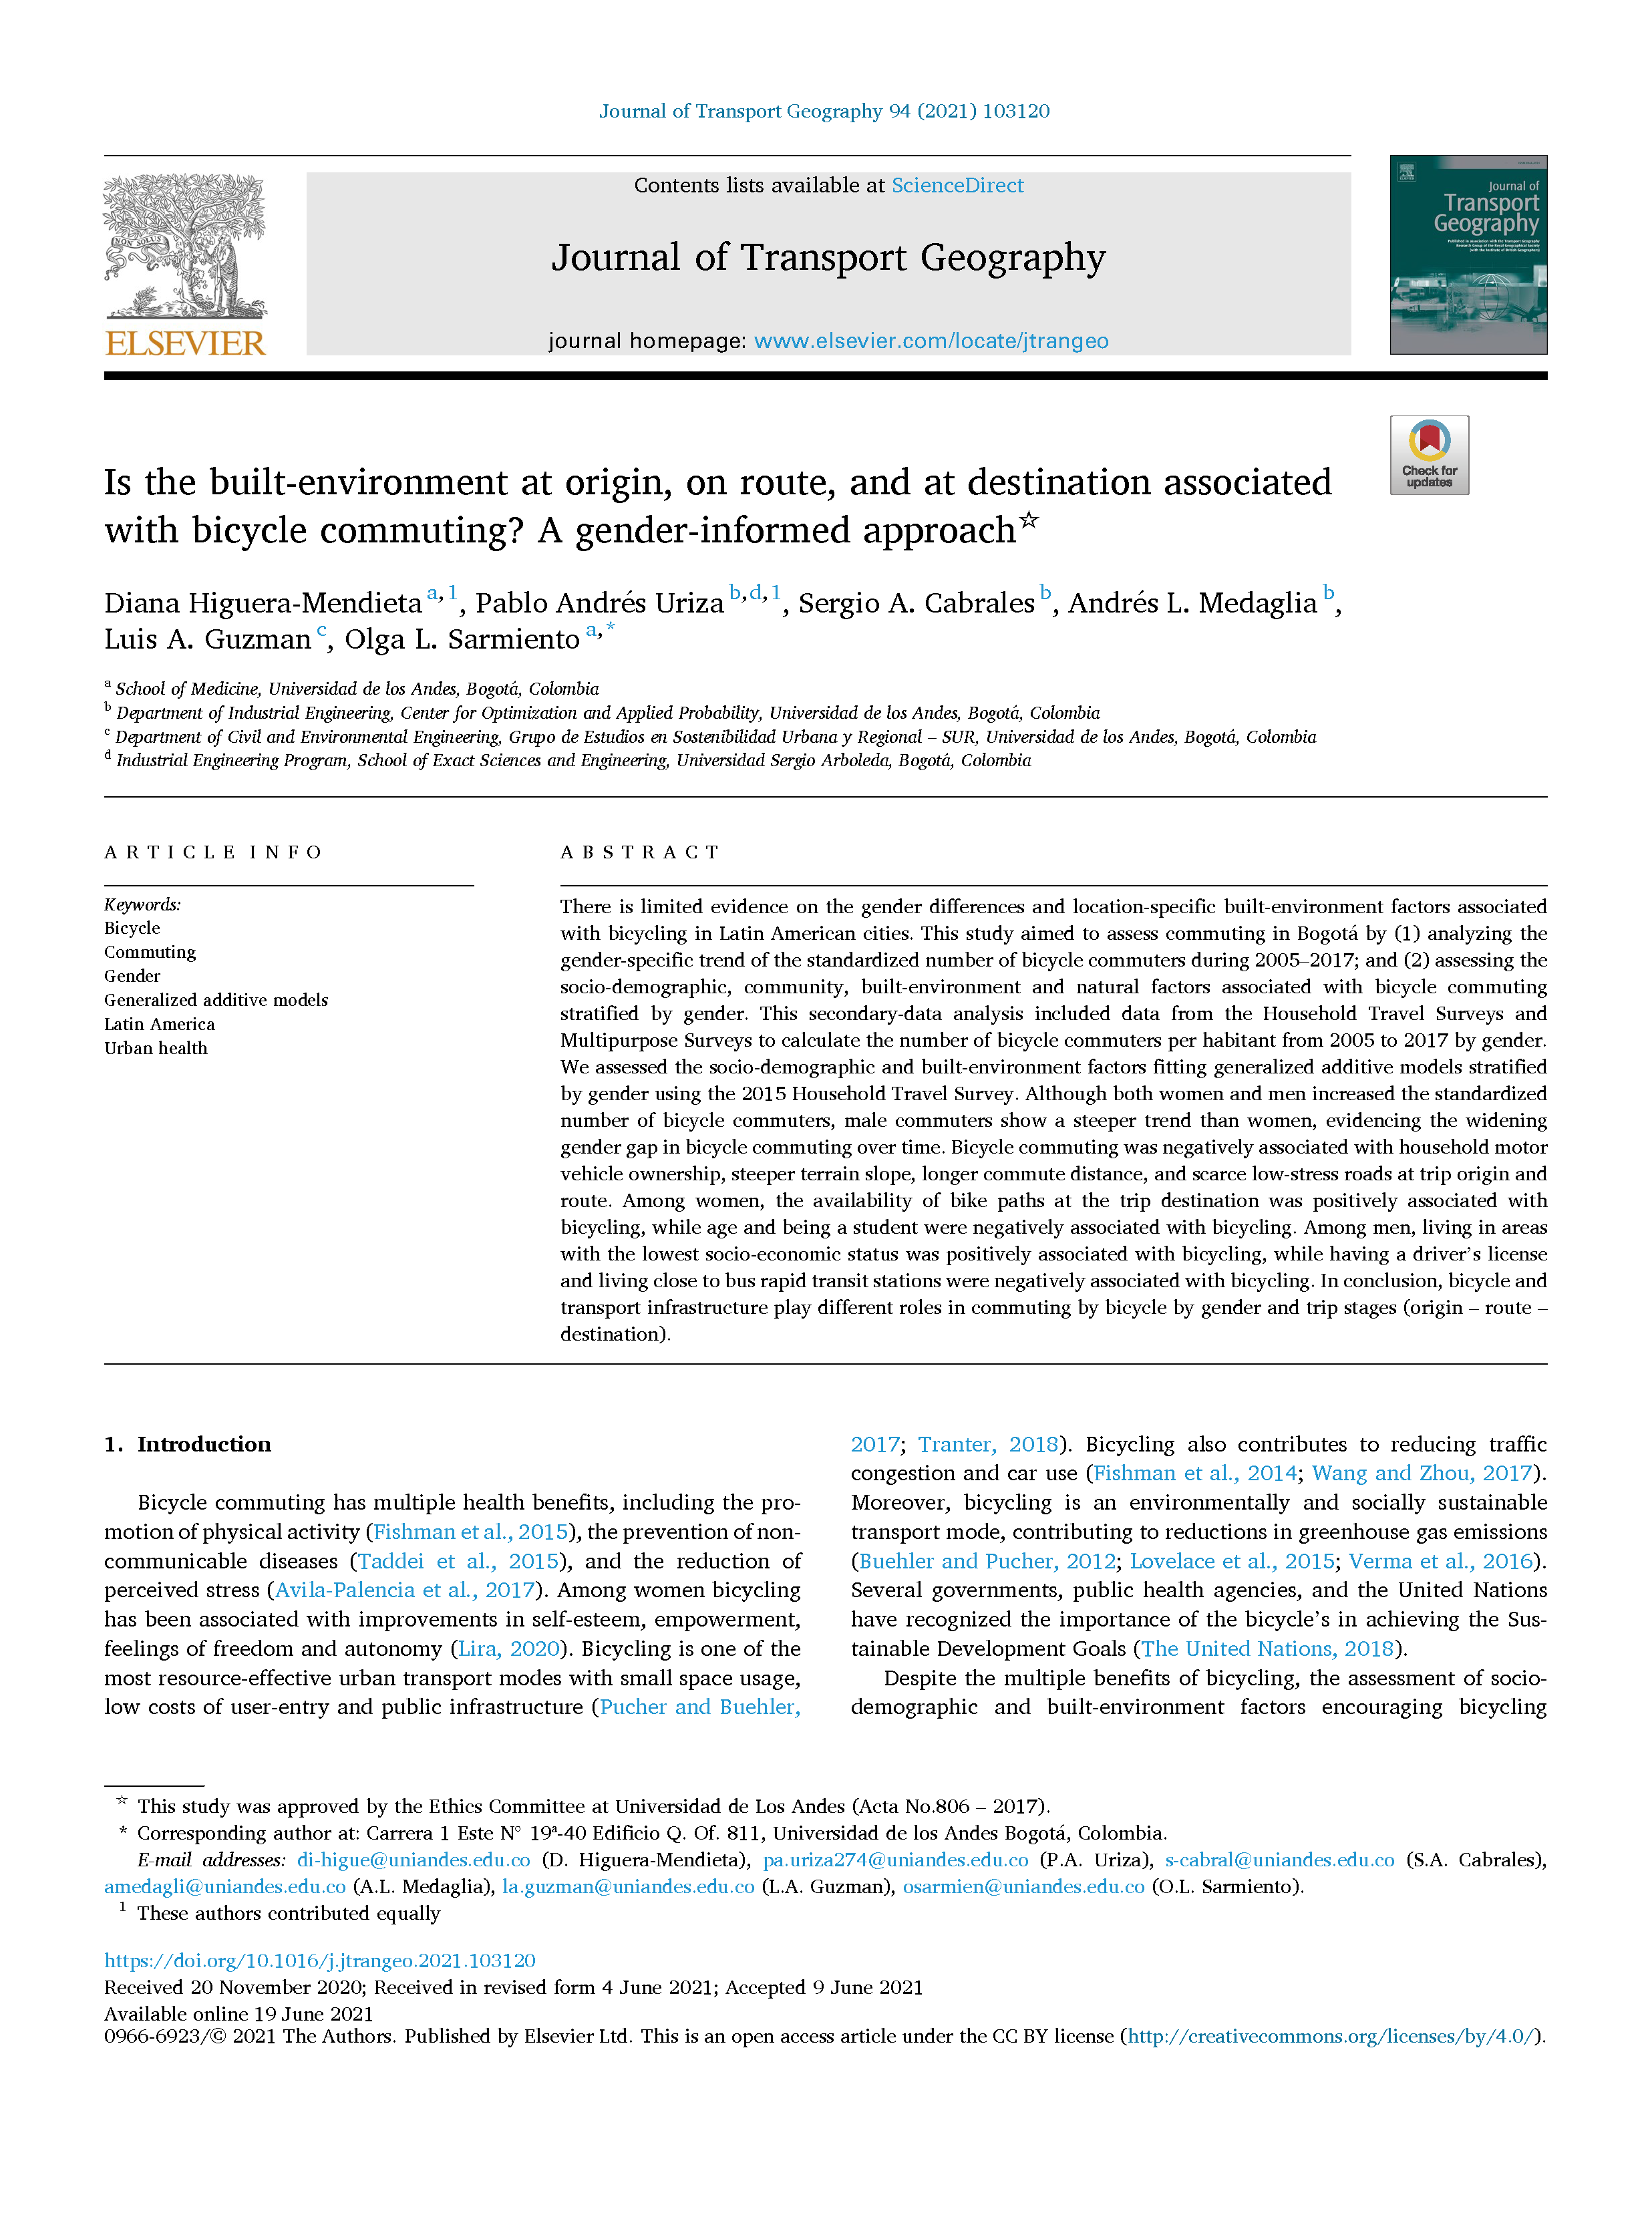 Journal of Transport Geography 94 (2021) 103120
Contents lists available at ScienceDirect
Journal of Transport Geography
journal homepage: www.elsevier.com/locate/jtrangeo
NON SOLUS
ELSEVIER
Journal of
Transport
Geography
Check for
updates
Is the built-environment at origin, on route, and at destination associated
with bicycle commuting? A gender-informed approach☆
Diana Higuera-Mendieta a,1, Pablo Andrés Uriza b,d,1, Sergio A. Cabrales b, Andrés L. Medaglia b,
Luis A. Guzman c, Olga L. Sarmiento a,*
a School of Medicine, Universidad de los Andes, Bogotá, Colombia
b Department of Industrial Engineering, Center for Optimization and Applied Probability, Universidad de los Andes, Bogotá, Colombia
c Department of Civil and Environmental Engineering, Grupo de Estudios en Sostenibilidad Urbana y Regional – SUR, Universidad de los Andes, Bogotá, Colombia
d Industrial Engineering Program, School of Exact Sciences and Engineering, Universidad Sergio Arboleda, Bogotá, Colombia
ARTICLE INFO
Keywords:
Bicycle
Commuting
Gender
Generalized additive models
Latin America
Urban health
ABSTRACT
There is limited evidence on the gender differences and location-specific built-environment factors associated
with bicycling in Latin American cities. This study aimed to assess commuting in Bogotá by (1) analyzing the
gender-specific trend of the standardized number of bicycle commuters during 2005–2017; and (2) assessing the
socio-demographic, community, built-environment and natural factors associated with bicycle commuting
stratified by gender. This secondary-data analysis included data from the Household Travel Surveys and
Multipurpose Surveys to calculate the number of bicycle commuters per habitant from 2005 to 2017 by gender.
We assessed the socio-demographic and built-environment factors fitting generalized additive models stratified
by gender using the 2015 Household Travel Survey. Although both women and men increased the standardized
number of bicycle commuters, male commuters show a steeper trend than women, evidencing the widening
gender gap in bicycle commuting over time. Bicycle commuting was negatively associated with household motor
vehicle ownership, steeper terrain slope, longer commute distance, and scarce low-stress roads at trip origin and
route. Among women, the availability of bike paths at the trip destination was positively associated with
bicycling, while age and being a student were negatively associated with bicycling. Among men, living in areas
with the lowest socio-economic status was positively associated with bicycling, while having a driver's license
and living close to bus rapid transit stations were negatively associated with bicycling. In conclusion, bicycle and
transport infrastructure play different roles in commuting by bicycle by gender and trip stages (origin – route –
destination).
1. Introduction
Bicycle commuting has multiple health benefits, including the pro-
motion of physical activity (Fishman et al., 2015), the prevention of non-
communicable diseases (Taddei et al., 2015), and the reduction of
perceived stress (Avila-Palencia et al., 2017). Among women bicycling
has been associated with improvements in self-esteem, empowerment,
feelings of freedom and autonomy (Lira, 2020). Bicycling is one of the
most resource-effective urban transport modes with small space usage,
low costs of user-entry and public infrastructure (Pucher and Buehler,
2017; Tranter, 2018). Bicycling also contributes to reducing traffic
congestion and car use (Fishman et al., 2014; Wang and Zhou, 2017).
Moreover, bicycling is an environmentally and socially sustainable
transport mode, contributing to reductions in greenhouse gas emissions
(Buehler and Pucher, 2012; Lovelace et al., 2015; Verma et al., 2016).
Several governments, public health agencies, and the United Nations
have recognized the importance of the bicycle's in achieving the Sus-
tainable Development Goals (The United Nations, 2018).
Despite the multiple benefits of bicycling, the assessment of socio-
demographic and built-environment factors encouraging bicycling
☆ This study was approved by the Ethics Committee at Universidad de Los Andes (Acta No.806 – 2017).
* Corresponding author at: Carrera 1 Este N° 19ª-40 Edificio Q. Of. 811, Universidad de los Andes Bogotá, Colombia.
E-mail addresses: di-higue@uniandes.edu.co (D. Higuera-Mendieta), pa.uriza274@uniandes.edu.co (P.A. Uriza), s-cabral@uniandes.edu.co (S.A. Cabrales),
amedagli@uniandes.edu.co (A.L. Medaglia), la.guzman@uniandes.edu.co (L.A. Guzman), osarmien@uniandes.edu.co (O.L. Sarmiento).
1 These authors contributed equally
https://doi.org/10.1016/j.jtrangeo.2021.103120
Received 20 November 2020; Received in revised form 4 June 2021; Accepted 9 June 2021
Available online 19 June 2021
0966-6923/© 2021 The Authors. Published by Elsevier Ltd. This is an open access article under the CC BY license (http://creativecommons.org/licenses/by/4.0/).